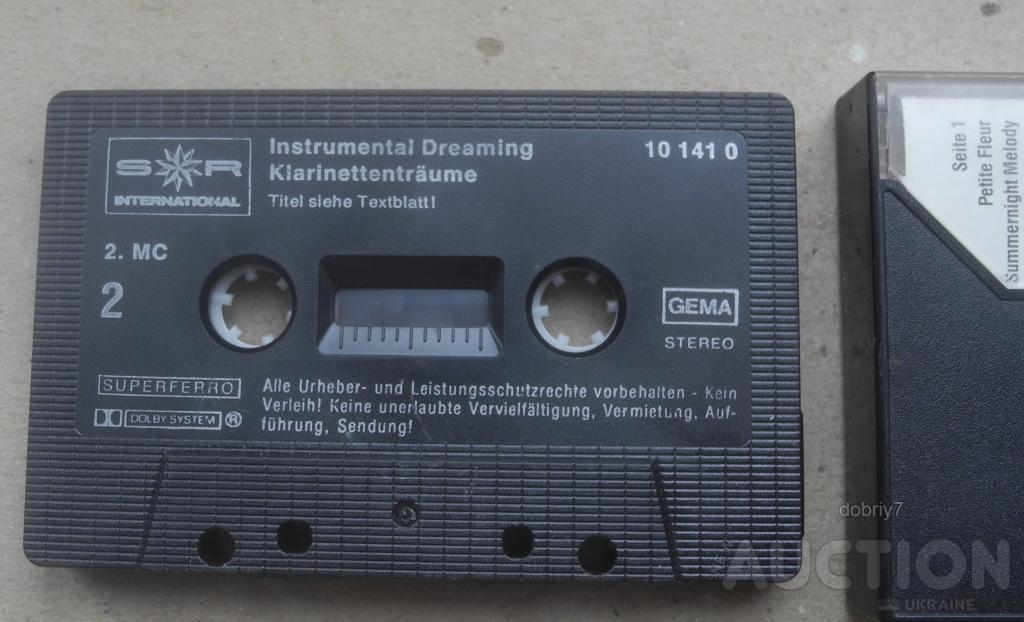 S R
INTERNATIONAL
Instrumental Dreaming
Klarinettenträume
Titel siehe Textblatt!
10 141 0
2. MC
2
GEMA
STEREO
SUPERFERRO
DOLBY SYSTEM ®
Alle Urheber- und Leistungsschutzrechte vorbehalten - Kein
Verleih! Keine unerlaubte Vervielfältigung, Vermietung, Auf-
führung, Sendung!
Seite 1
Petite Fleur
Summernight Melody
dobriy7
AUCTION
UKRAINE